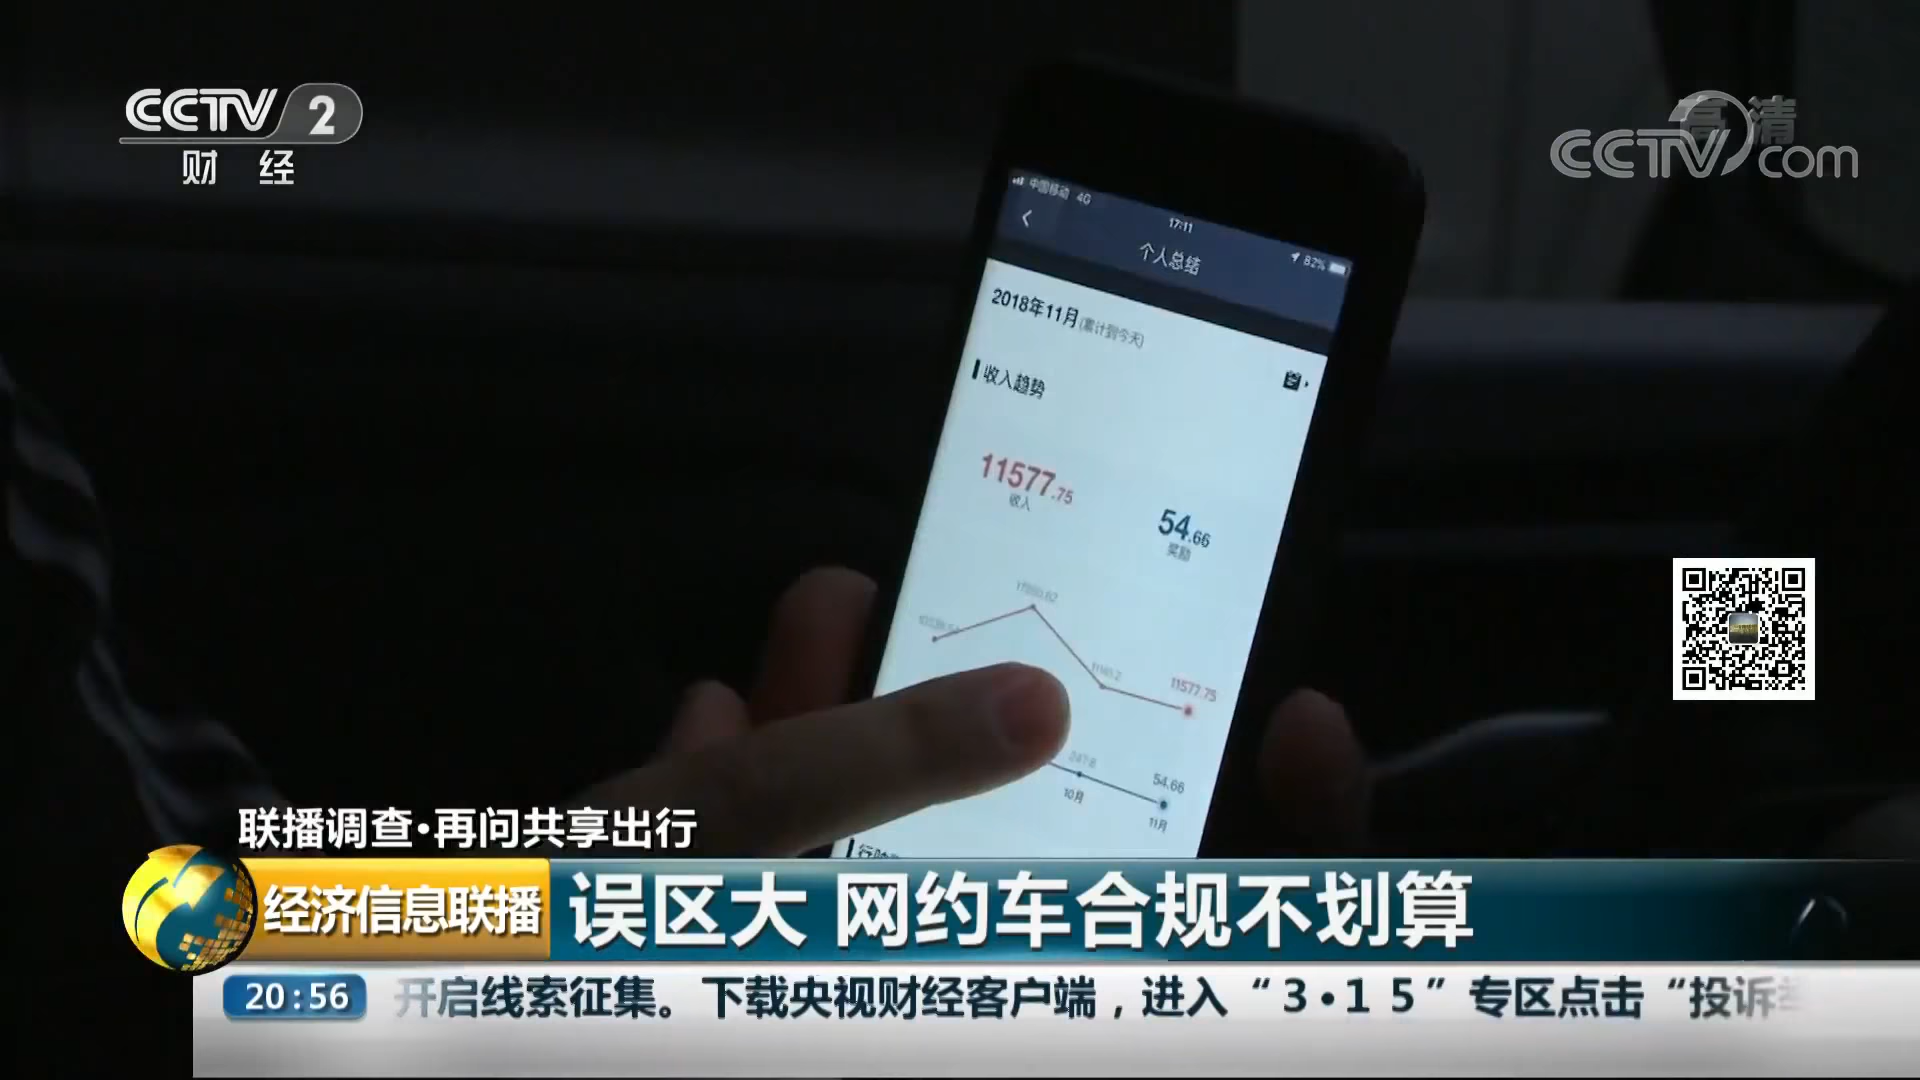 CCTV 2
财 经
高清
CCTV.com
中国移动 4G
17:11
82%
个人总结
2018年11月(累计到今天)
收入趋势
11577.75
收入
54.66
奖励
11577.75
247.6
54.66
10月
11月
联播调查·再问共享出行
经济信息联播
误区大 网约车合规不划算
20:56
开启线索征集。下载央视财经客户端，进入“3·15”专区点击“投诉